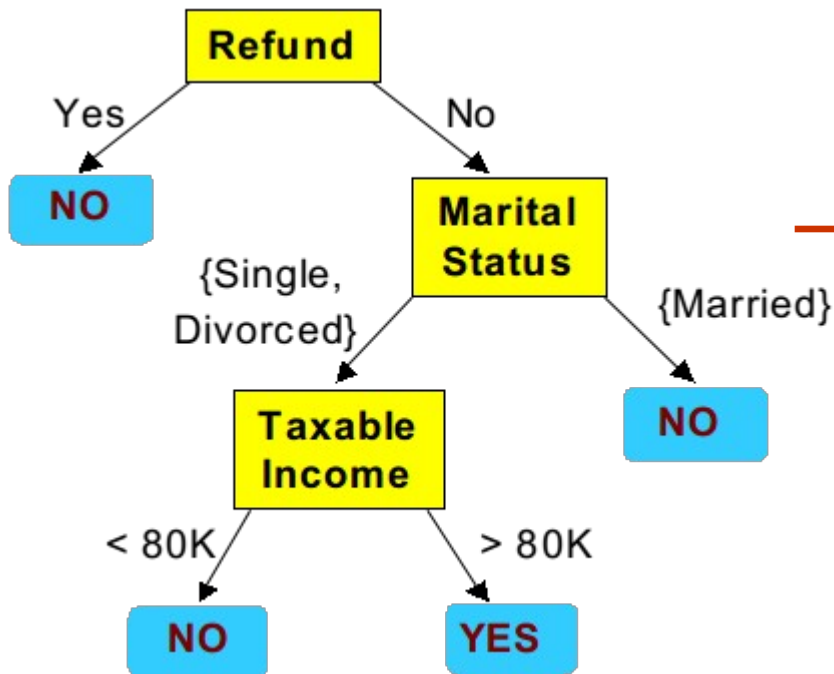 Refund
Yes
No
NO
Marital
Status
{Single,
Divorced}
{Married}
Taxable
Income
NO
< 80K
> 80K
NO
YES